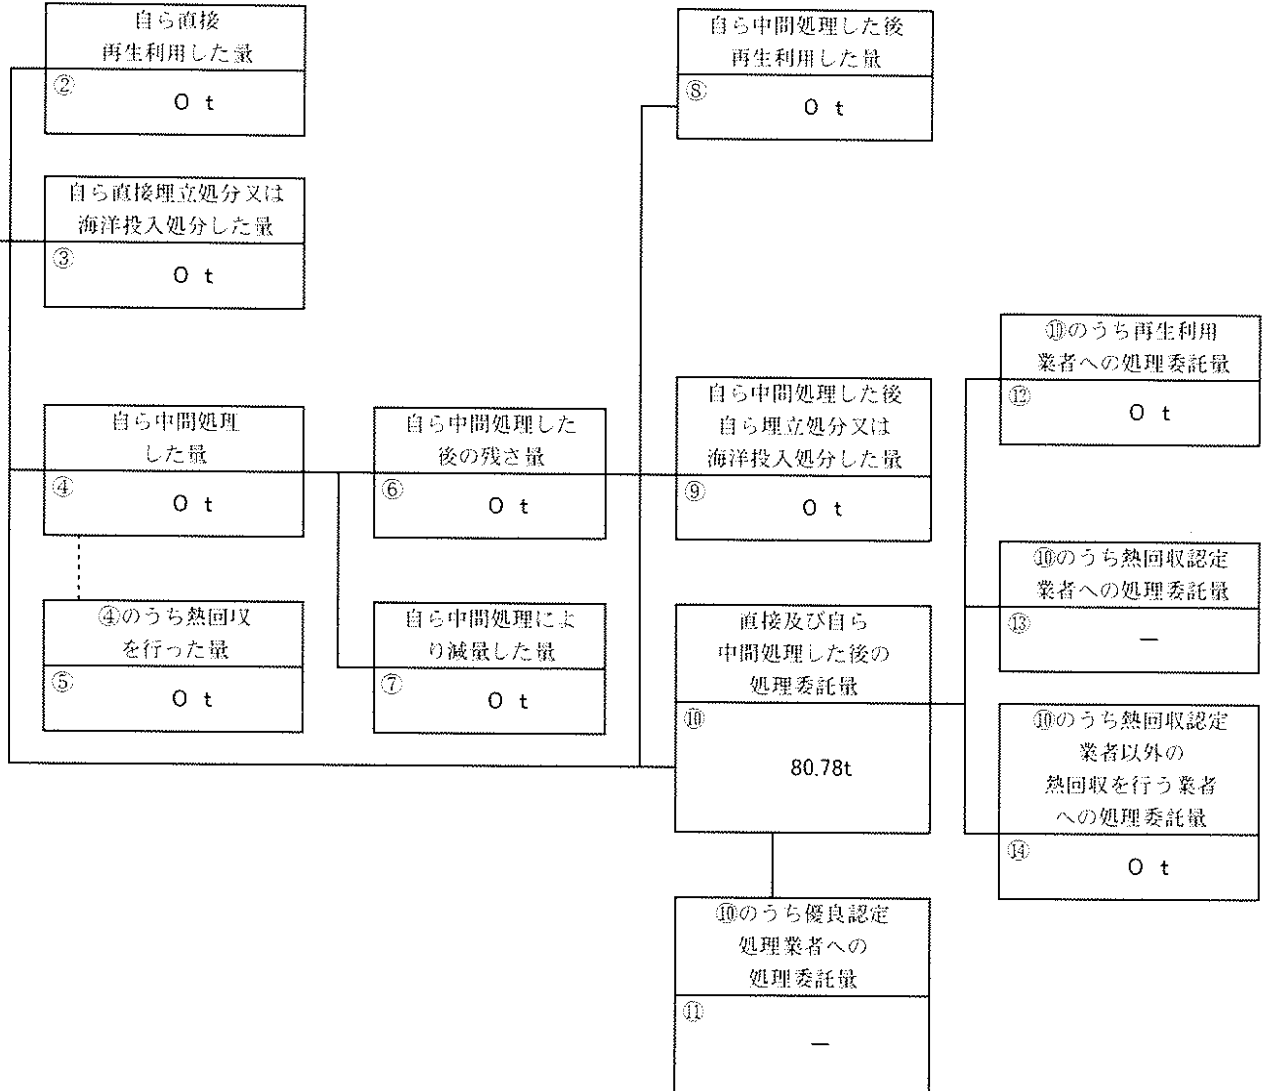 自ら直接
再生利用した量
②
0 t
自ら直接埋立処分又は
海洋投入処分した量
③
0 t
自ら中間処理
した量
④
0 t
④のうち熱回収
を行った量
⑤
0 t
自ら中間処理した
後の残さ量
⑥
0 t
自ら中間処理によ
り減量した量
⑦
0 t
自ら中間処理した後
再生利用した量
⑧
0 t
自ら中間処理した後
自ら埋立処分又は
海洋投入処分した量
⑨
0 t
直接及び自ら
中間処理した後の
処理委託量
⑩
80.78t
⑩のうち優良認定
処理業者への
処理委託量
⑪
ー
⑩のうち再生利用
業者への処理委託量
⑫
0 t
⑩のうち熱回収認定
業者への処理委託量
⑬
ー
⑩のうち熱回収認定
業者以外の
熱回収を行う業者
への処理委託量
⑭
0 t